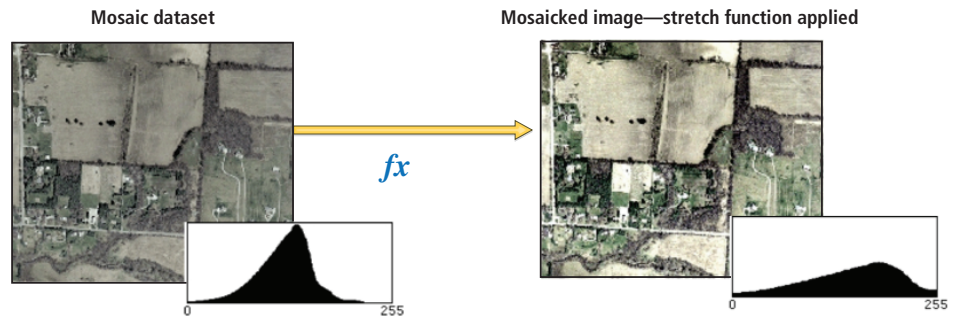 Mosaic dataset
Mosaicked image—stretch function applied
fx
0 255
0 255